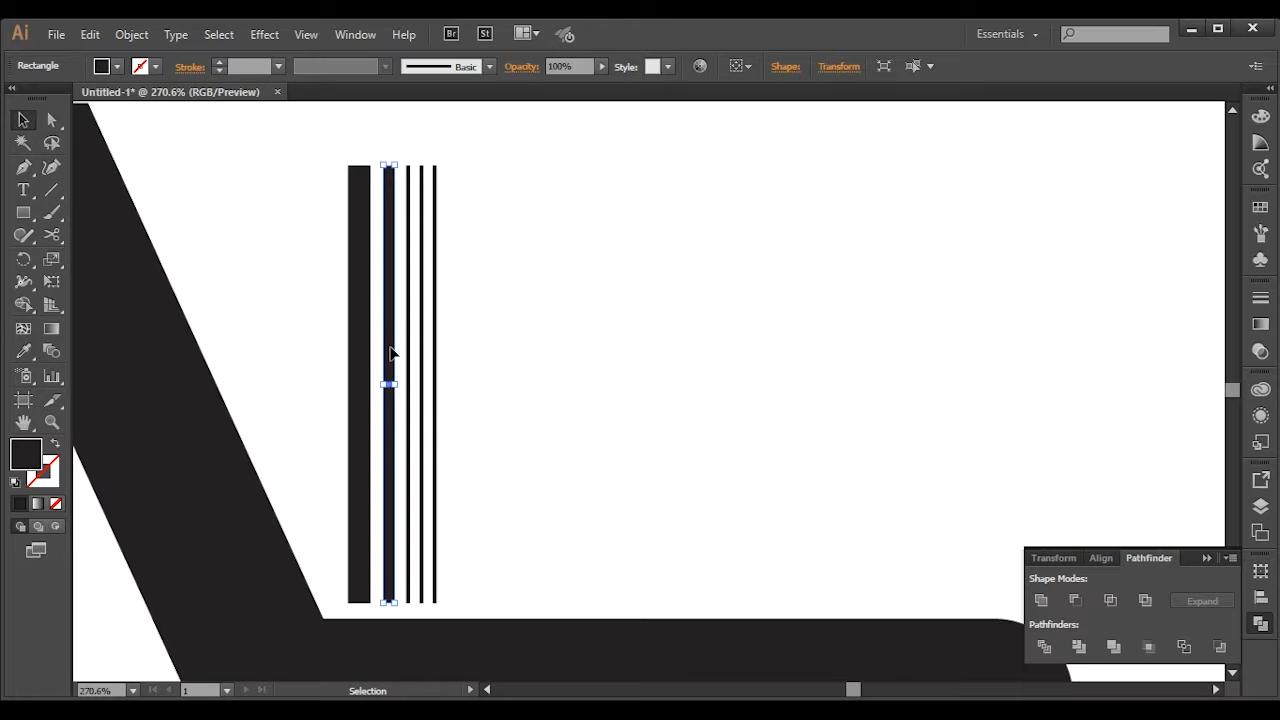 Ai File Edit Object Type Select Effect View Window Help Br St Essentials
Rectangle Stroke: Basic Opacity: 100% Style: Shape: Transform
Untitled-1* @ 270.6% (RGB/Preview) ×
T
Transform Align Pathfinder
Shape Modes:
Expand
Pathfinders:
270.6% 1 Selection